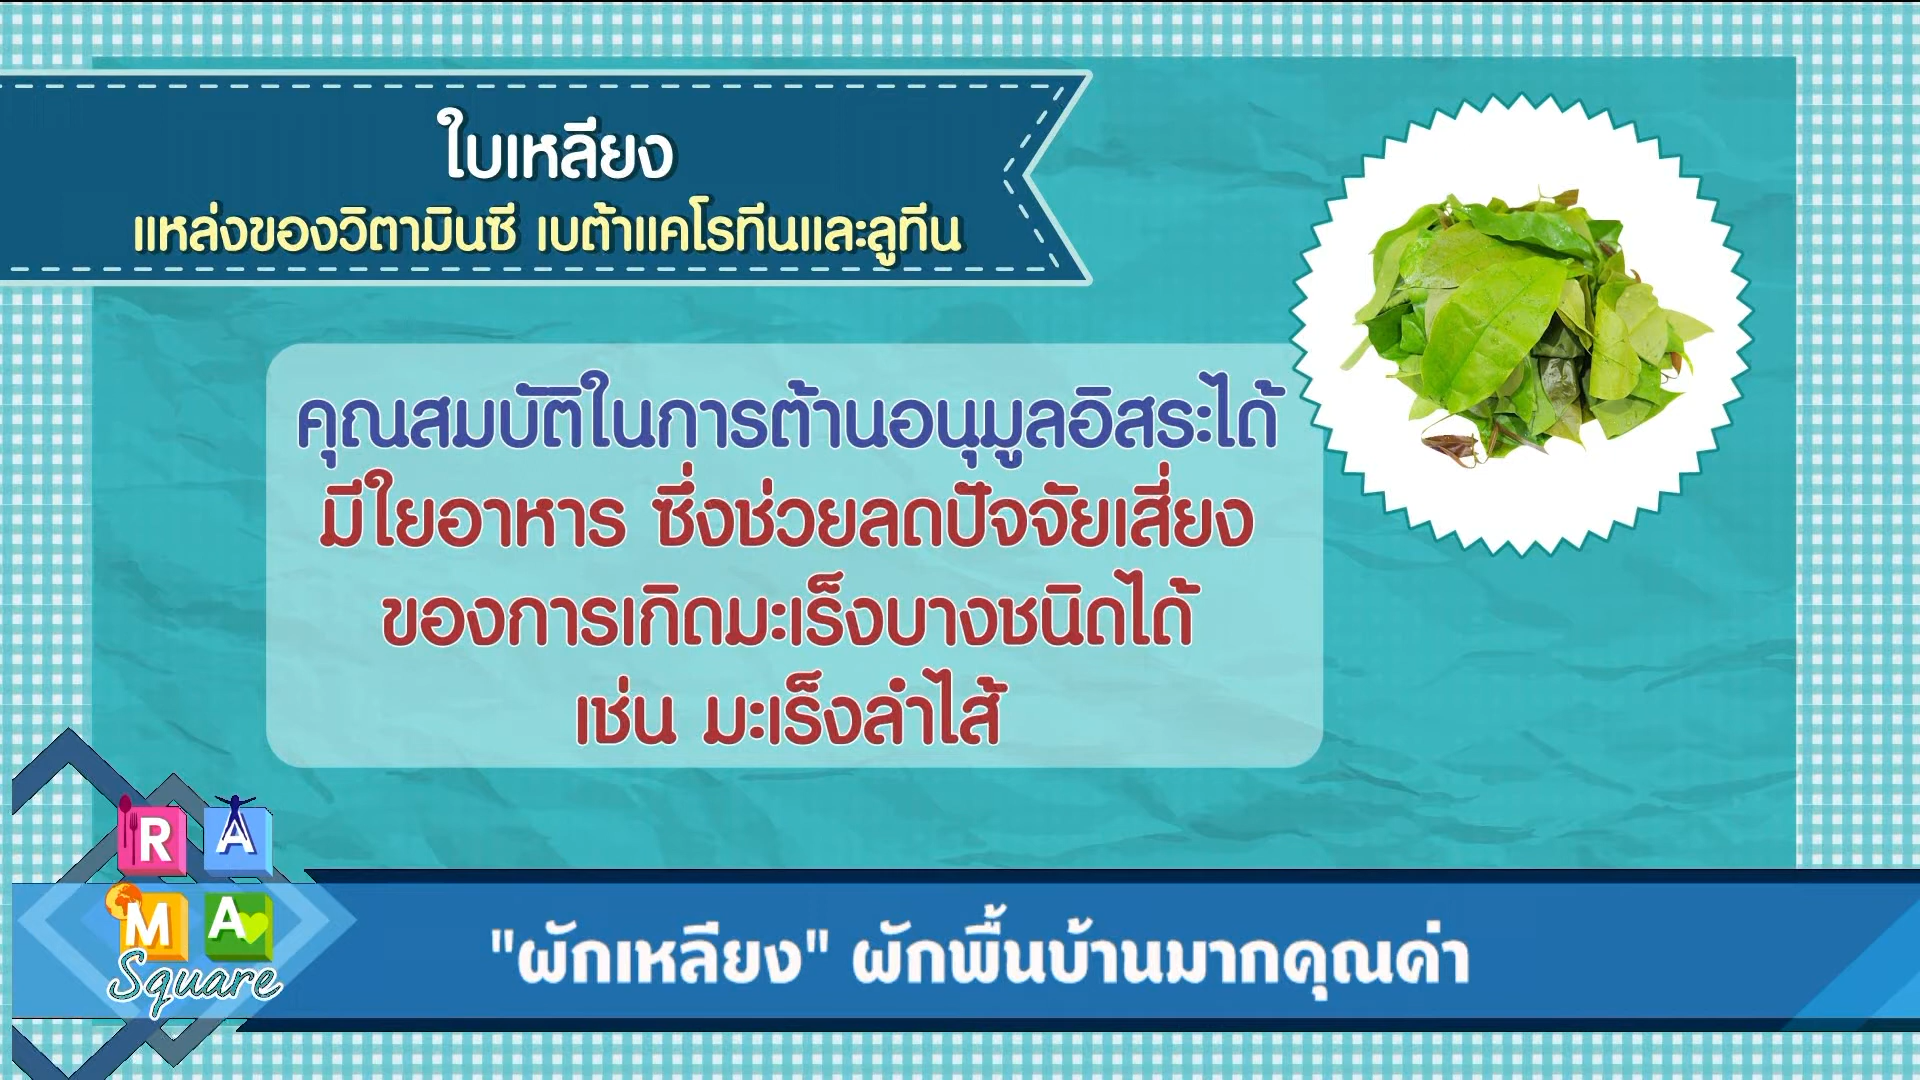 ใบเหลียง
แหล่งของวิตามินซี เบต้าแคโรทีนและลูทีน
คุณสมบัติในการต้านอนุมูลอิสระได้
มีใยอาหาร ซึ่งช่วยลดปัจจัยเสี่ยง
ของการเกิดมะเร็งบางชนิดได้
เช่น มะเร็งลำไส้
RA
MA
Square
"ผักเหลียง" ผักพื้นบ้านมากคุณค่า